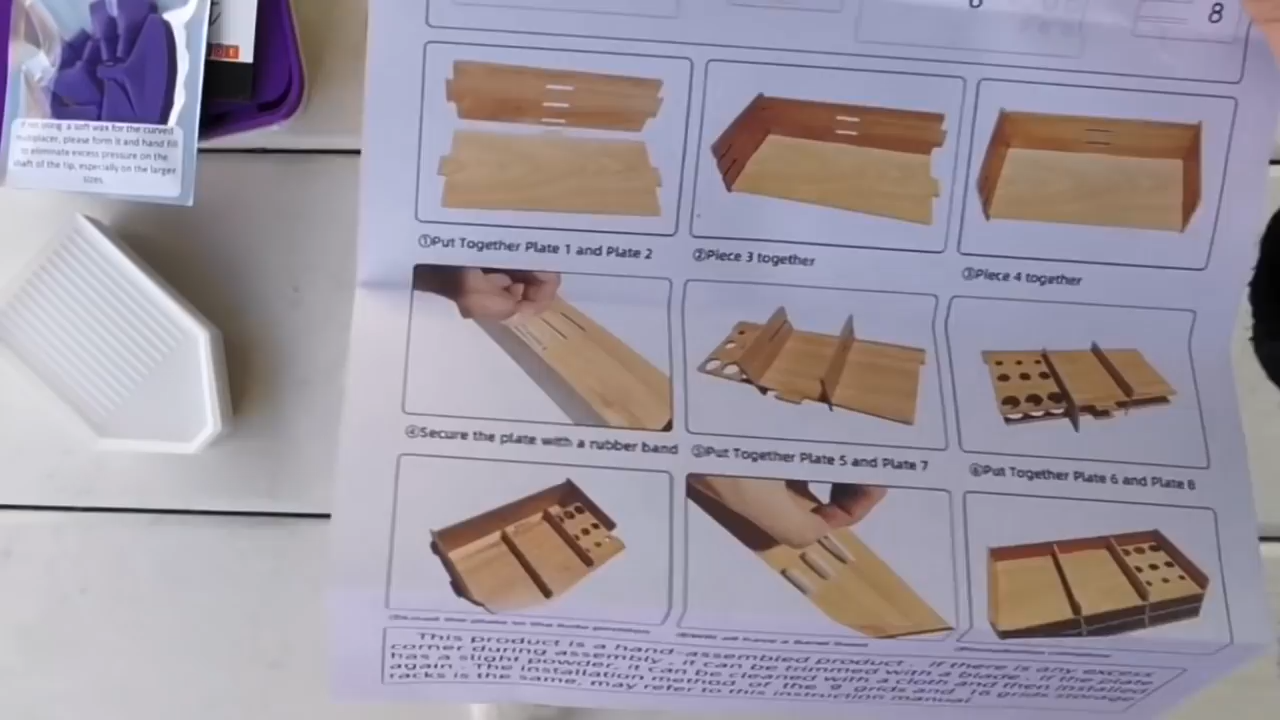 8
If using a soft wax for the curved
multiplacer, please form it and hand fill
to eliminate excess pressure on the
shaft of the tip, especially on the larger
sizes.
①Put Together Plate 1 and Plate 2
②Piece 3 together
③Piece 4 together
④Secure the plate with a rubber band
⑤Put Together Plate 5 and Plate 7
⑥Put Together Plate 6 and Plate 8
This product is a hand-assembled product. If there is any excess
corner during assembly, it can be trimmed with a blade. If the plate
has a slight powder, it can be cleaned with a cloth and then installed
again. The installation method of the 9 grids and 16 grids storage
racks is the same, may refer to this instruction manual